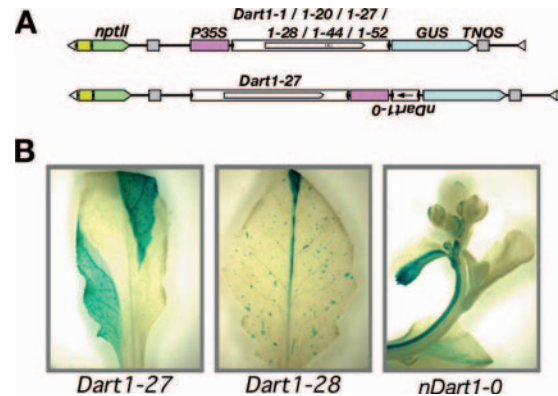 A
Dart1-1 / 1-20 / 1-27 /
nptII P35S 1-28 / 1-44 / 1-52 GUS TNOS
Dart1-27
nDart1-0
B
Dart1-27 Dart1-28 nDart1-0